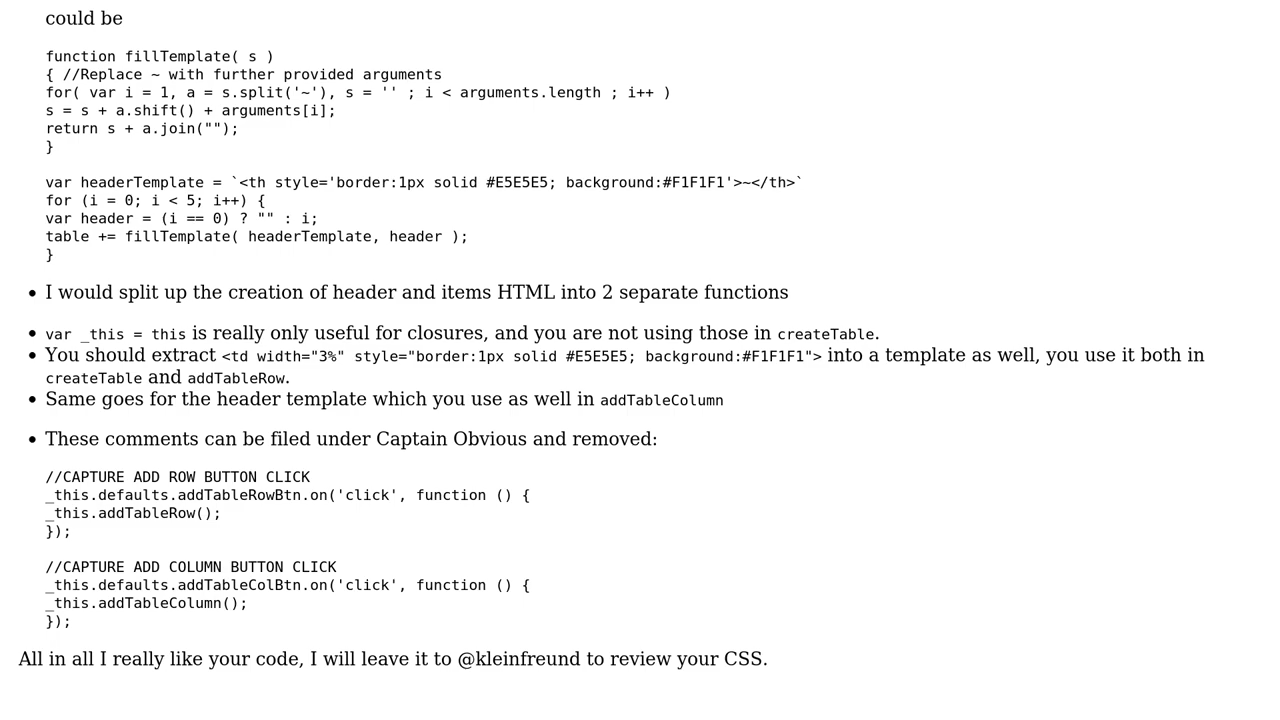 could be
function fillTemplate( s )
{ //Replace ~ with further provided arguments
for( var i = 1, a = s.split('~'), s = '' ; i < arguments.length ; i++ )
s = s + a.shift() + arguments[i];
return s + a.join("");
}
var headerTemplate = `<th style='border:1px solid #E5E5E5; background:#F1F1F1'>~</th>`
for (i = 0; i < 5; i++) {
var header = (i == 0) ? "" : i;
table += fillTemplate( headerTemplate, header );
}
• I would split up the creation of header and items HTML into 2 separate functions
• var _this = this is really only useful for closures, and you are not using those in createTable.
• You should extract <td width="3%" style="border:1px solid #E5E5E5; background:#F1F1F1"> into a template as well, you use it both in
createTable and addTableRow.
• Same goes for the header template which you use as well in addTableColumn
• These comments can be filed under Captain Obvious and removed:
//CAPTURE ADD ROW BUTTON CLICK
_this.defaults.addTableRowBtn.on('click', function () {
_this.addTableRow();
});
//CAPTURE ADD COLUMN BUTTON CLICK
_this.defaults.addTableColBtn.on('click', function () {
_this.addTableColumn();
});
All in all I really like your code, I will leave it to @kleinfreund to review your CSS.